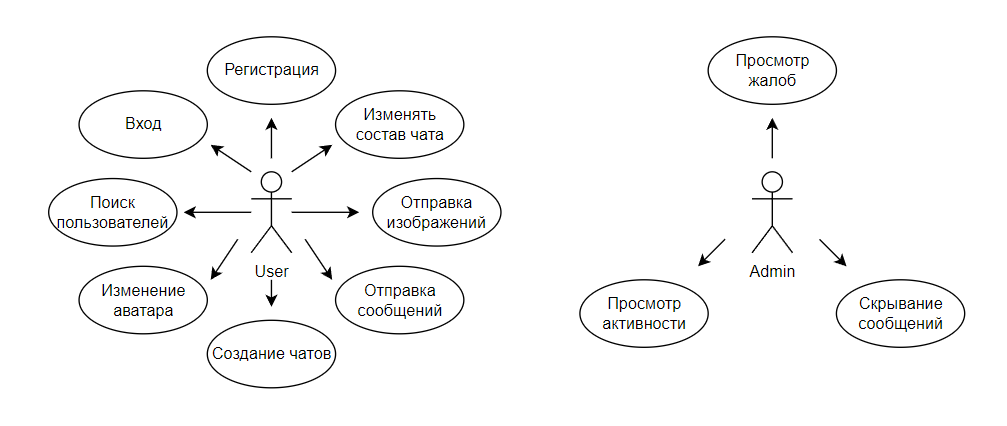 Регистрация
Вход
Изменять
состав чата
Поиск
пользователей
Отправка
изображений
User
Изменение
аватара
Отправка
сообщений
Создание чатов
Просмотр
жалоб
Admin
Просмотр
активности
Скрывание
сообщений